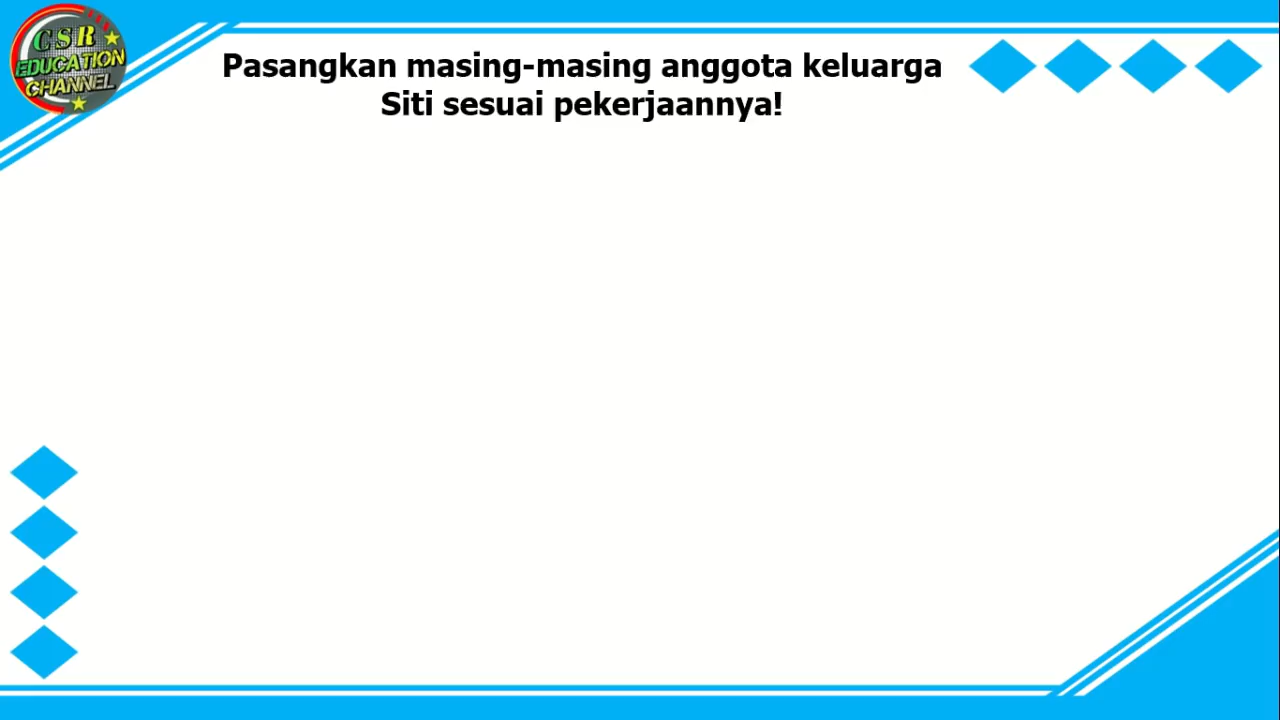 CSR
EDUCATION
CHANNEL
Pasangkan masing-masing anggota keluarga
Siti sesuai pekerjaannya!